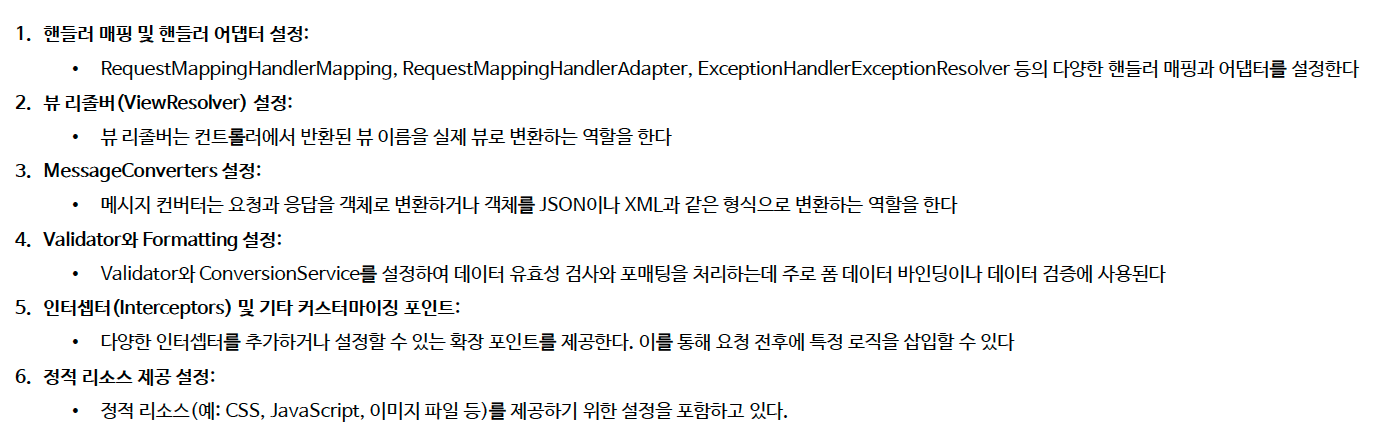 1. 핸들러 매핑 및 핸들러 어댑터 설정:
• RequestMappingHandlerMapping, RequestMappingHandlerAdapter, ExceptionHandlerExceptionResolver 등의 다양한 핸들러 매핑과 어댑터를 설정한다
2. 뷰 리졸버(ViewResolver) 설정:
• 뷰 리졸버는 컨트롤러에서 반환된 뷰 이름을 실제 뷰로 변환하는 역할을 한다
3. MessageConverters 설정:
• 메시지 컨버터는 요청과 응답을 객체로 변환하거나 객체를 JSON이나 XML과 같은 형식으로 변환하는 역할을 한다
4. Validator와 Formatting 설정:
• Validator와 ConversionService를 설정하여 데이터 유효성 검사와 포매팅을 처리하는데 주로 폼 데이터 바인딩이나 데이터 검증에 사용된다
5. 인터셉터(Interceptors) 및 기타 커스터마이징 포인트:
• 다양한 인터셉터를 추가하거나 설정할 수 있는 확장 포인트를 제공한다. 이를 통해 요청 전후에 특정 로직을 삽입할 수 있다
6. 정적 리소스 제공 설정:
• 정적 리소스(예: CSS, JavaScript, 이미지 파일 등)를 제공하기 위한 설정을 포함하고 있다.